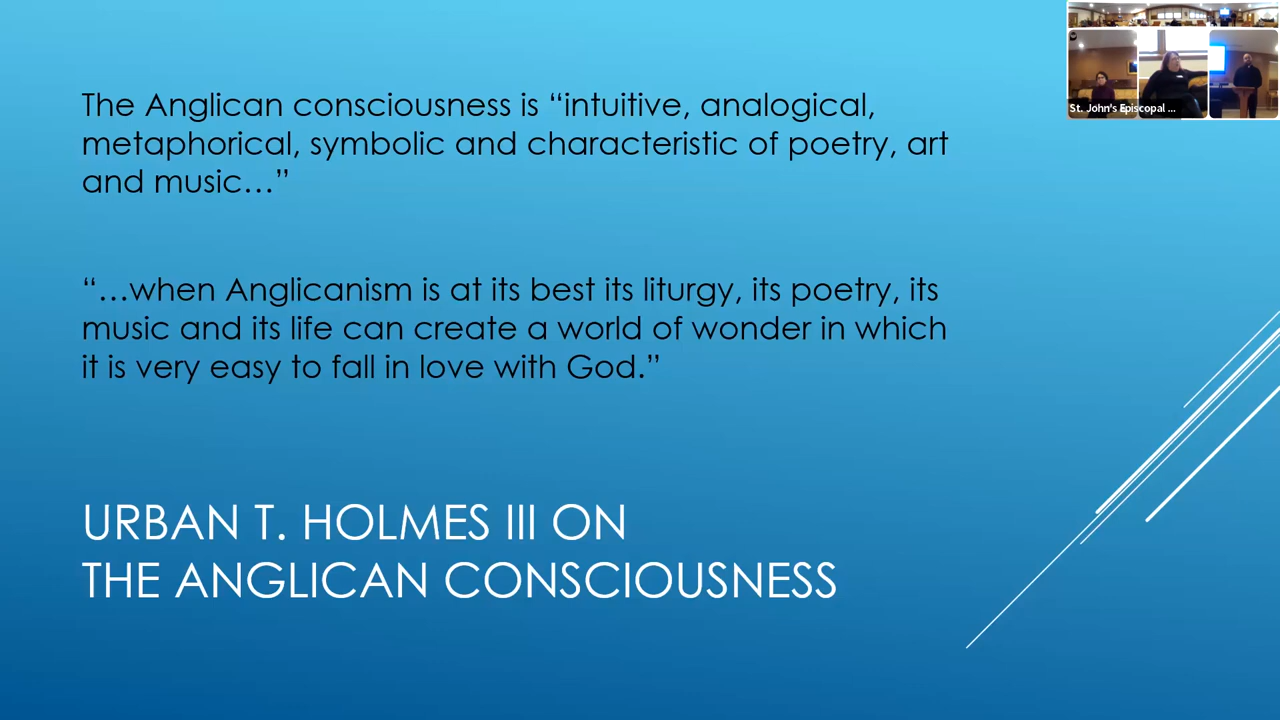 The Anglican consciousness is “intuitive, analogical,
metaphorical, symbolic and characteristic of poetry, art
and music…”
“…when Anglicanism is at its best its liturgy, its poetry, its
music and its life can create a world of wonder in which
it is very easy to fall in love with God.”
URBAN T. HOLMES III ON
THE ANGLICAN CONSCIOUSNESS
St. John's Episcopal ...